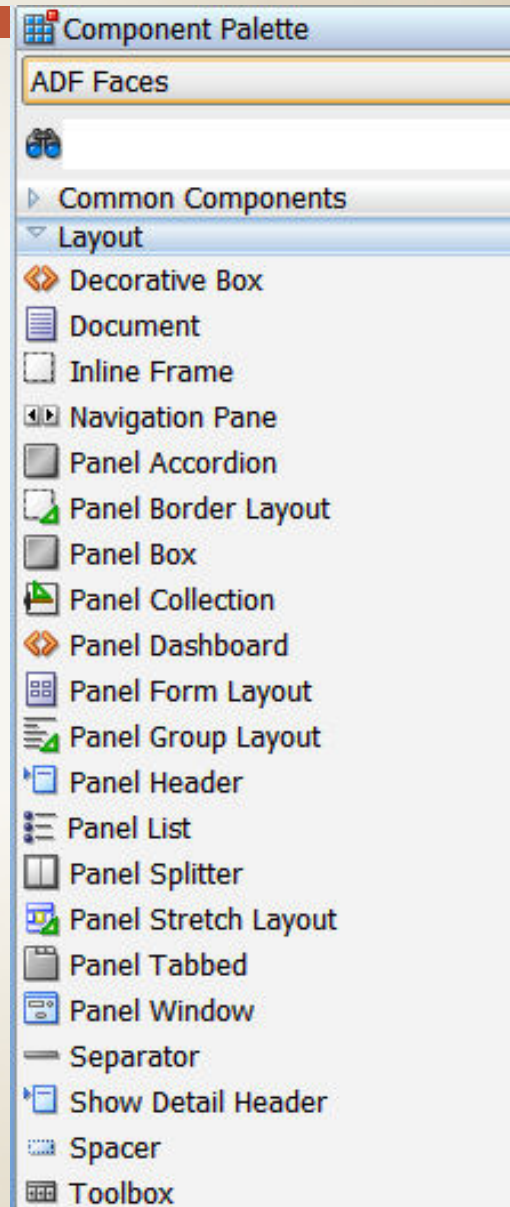 Component Palette
ADF Faces
Common Components
Layout
Decorative Box
Document
Inline Frame
Navigation Pane
Panel Accordion
Panel Border Layout
Panel Box
Panel Collection
Panel Dashboard
Panel Form Layout
Panel Group Layout
Panel Header
Panel List
Panel Splitter
Panel Stretch Layout
Panel Tabbed
Panel Window
Separator
Show Detail Header
Spacer
Toolbox